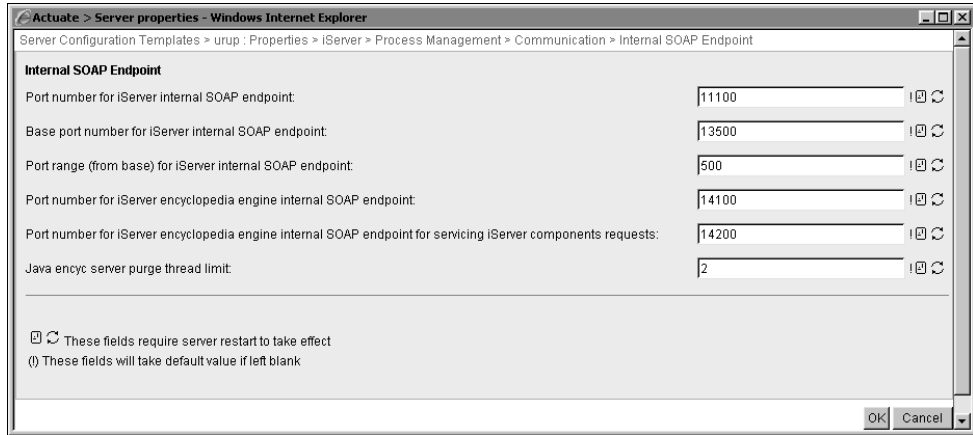 Actuate > Server properties - Windows Internet Explorer
Server Configuration Templates > urup : Properties > iServer > Process Management > Communication > Internal SOAP Endpoint
Internal SOAP Endpoint
Port number for iServer internal SOAP endpoint: 11100 !
Base port number for iServer internal SOAP endpoint: 13500 !
Port range (from base) for iServer internal SOAP endpoint: 500 !
Port number for iServer encyclopedia engine internal SOAP endpoint: 14100 !
Port number for iServer encyclopedia engine internal SOAP endpoint for servicing iServer components requests: 14200 !
Java encyc server purge thread limit: 2 !
These fields require server restart to take effect
(!) These fields will take default value if left blank
OK Cancel